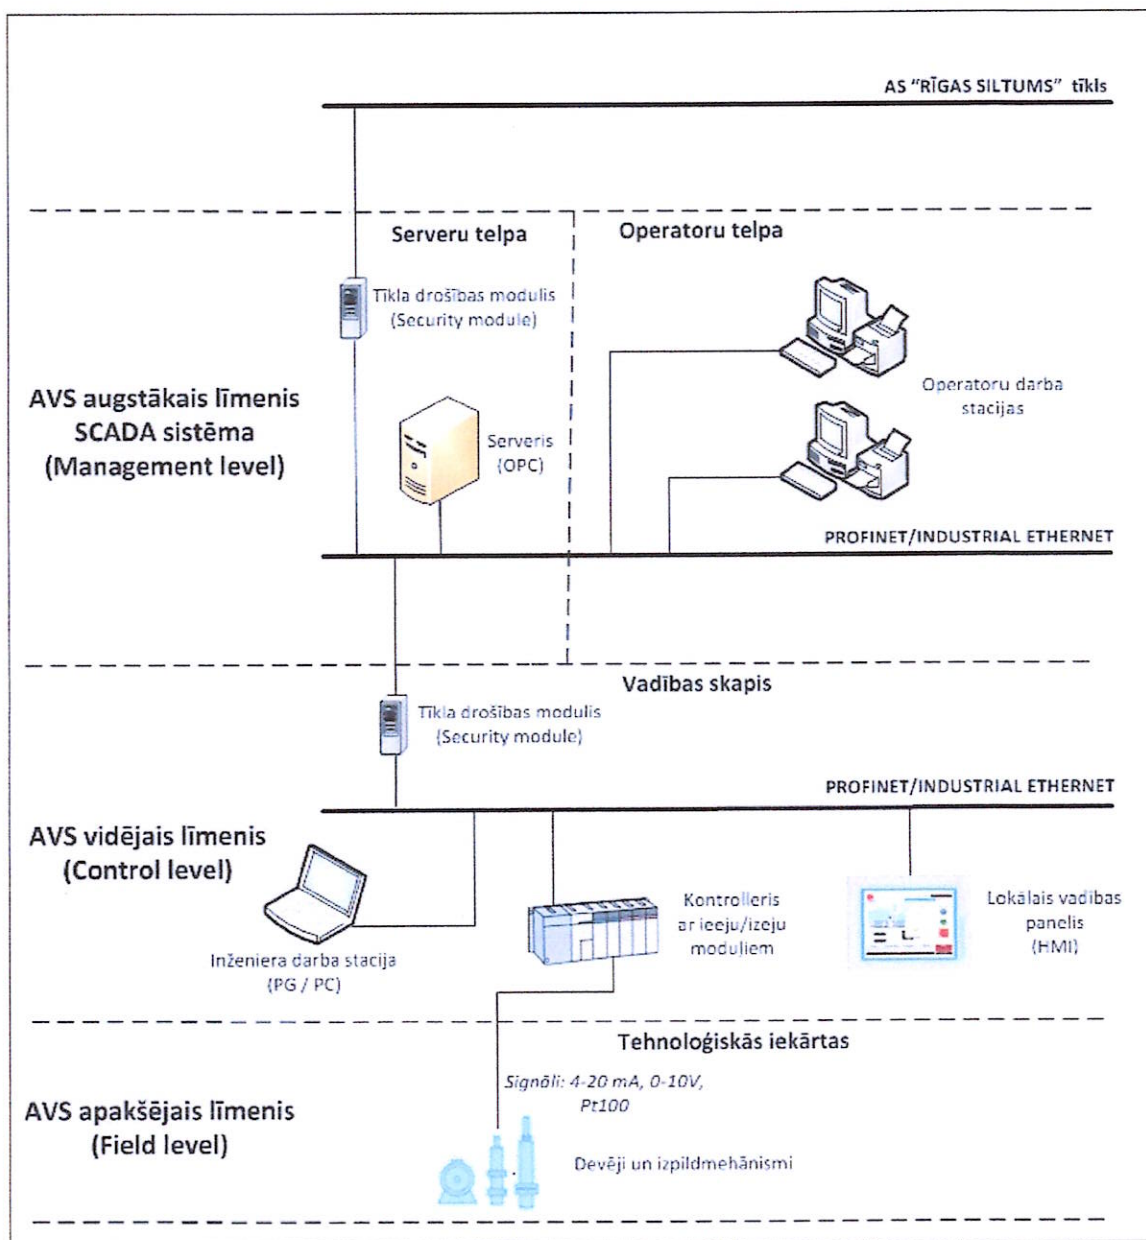 AS "RĪGAS SILTUMS" tīkls
Serveru telpa
Operatoru telpa
Tīkla drošības modulis
(Security module)
AVS augstākais līmenis
SCADA sistēma
(Management level)
Serveris
(OPC)
Operatoru darba
stacijas
PROFINET/INDUSTRIAL ETHERNET
Vadības skapis
Tīkla drošības modulis
(Security module)
PROFINET/INDUSTRIAL ETHERNET
AVS vidējais līmenis
(Control level)
Inženiera darba stacija
(PG / PC)
Kontrolleris
ar ieeju/izeju
moduļiem
Lokālais vadības
panelis
(HMI)
Tehnoloģiskās iekārtas
Signāli: 4-20 mA, 0-10V,
Pt100
AVS apakšējais līmenis
(Field level)
Devēji un izpildmehānismi